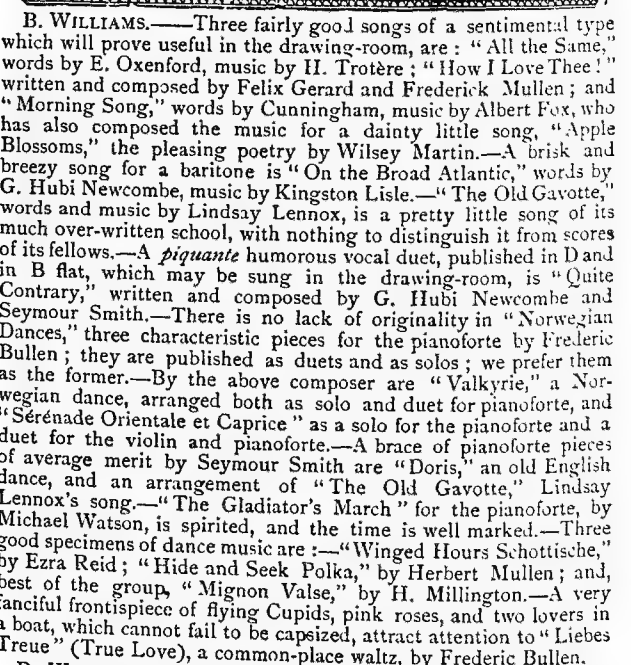 B. WILLIAMS.——Three fairly good songs of a sentimental type
which will prove useful in the drawing-room, are : "All the Same,"
words by E. Oxenford, music by H. Trotère ; "How I Love Thee !"
written and composed by Felix Gerard and Frederick Mullen ; and
"Morning Song," words by Cunningham, music by Albert Fox, who
has also composed the music for a dainty little song, "Apple
Blossoms," the pleasing poetry by Wilsey Martin.—A brisk and
breezy song for a baritone is "On the Broad Atlantic," words by
G. Hubi Newcombe, music by Kingston Lisle.—"The Old Gavotte,"
words and music by Lindsay Lennox, is a pretty little song of its
much over-written school, with nothing to distinguish it from scores
of its fellows.—A piquante humorous vocal duet, published in D and
in B flat, which may be sung in the drawing-room, is "Quite
Contrary," written and composed by G. Hubi Newcombe and
Seymour Smith.—There is no lack of originality in "Norwegian
Dances," three characteristic pieces for the pianoforte by Frederic
Bullen ; they are published as duets and as solos ; we prefer them
as the former.—By the above composer are "Valkyrie," a Nor-
wegian dance, arranged both as solo and duet for pianoforte, and
"Sérénade Orientale et Caprice" as a solo for the pianoforte and a
duet for the violin and pianoforte.—A brace of pianoforte pieces
of average merit by Seymour Smith are "Doris," an old English
dance, and an arrangement of "The Old Gavotte," Lindsay
Lennox's song.—"The Gladiator's March" for the pianoforte, by
Michael Watson, is spirited, and the time is well marked.—Three
good specimens of dance music are :—"Winged Hours Schottische,"
by Ezra Reid ; "Hide and Seek Polka," by Herbert Mullen ; and,
best of the group, "Mignon Valse," by H. Millington.—A very
fanciful frontispiece of flying Cupids, pink roses, and two lovers in
a boat, which cannot fail to be capsized, attract attention to "Liebes
Treue" (True Love), a common-place waltz, by Frederic Bullen.